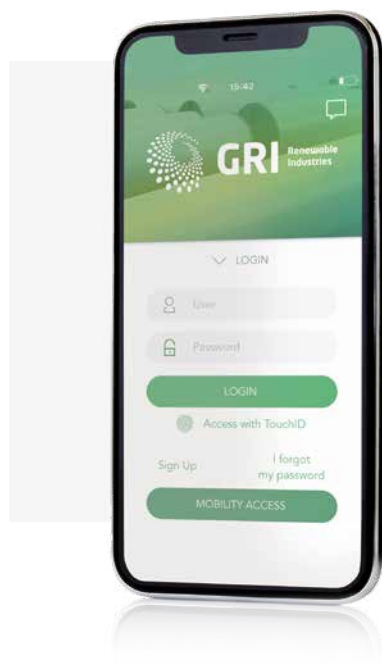 15:42
GRI Renewable
Industries
LOGIN
User
Password
LOGIN
Access with TouchID
Sign Up
I forgot
my password
MOBILITY ACCESS